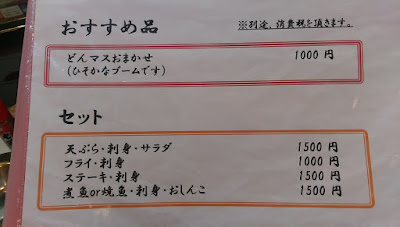 おすすめ品 ※別途、消費税を頂きます。
どんマスおまかせ 1000 円
(ひそかなブームです)
セット
天ぷら・刺身・サラダ 1500 円
フライ・刺身 1000 円
ステーキ・刺身 1500 円
煮魚or焼魚・刺身・おしんこ 1500 円